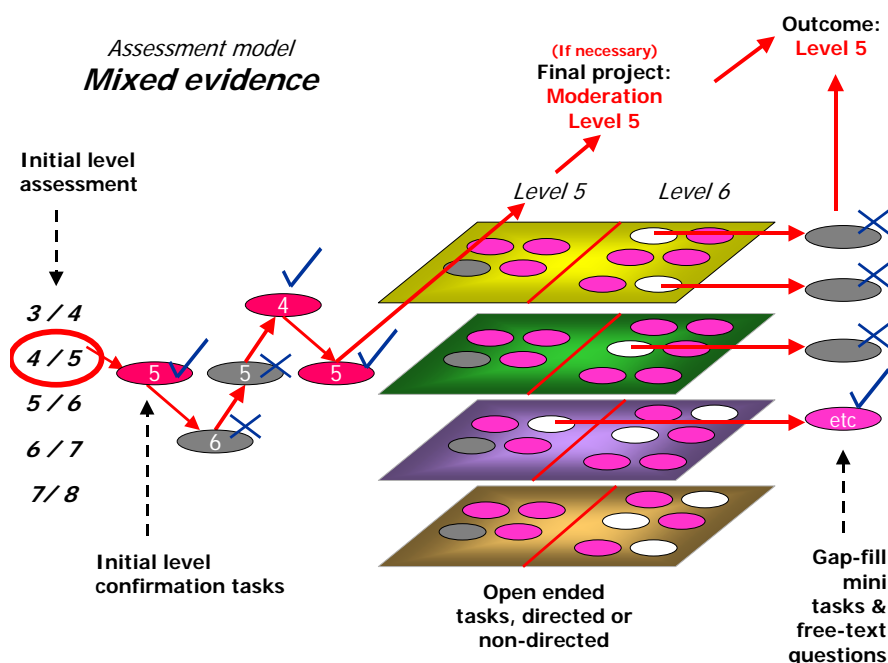 Assessment model
Mixed evidence
Outcome:
Level 5
(If necessary)
Final project:
Moderation
Level 5
Initial level
assessment
Level 5
Level 6
3 / 4
4 / 5
5 / 6
6 / 7
7/ 8
5
6
5
4
5
etc
Initial level
confirmation tasks
Open ended
tasks, directed or
non-directed
Gap-fill
mini
tasks &
free-text
questions